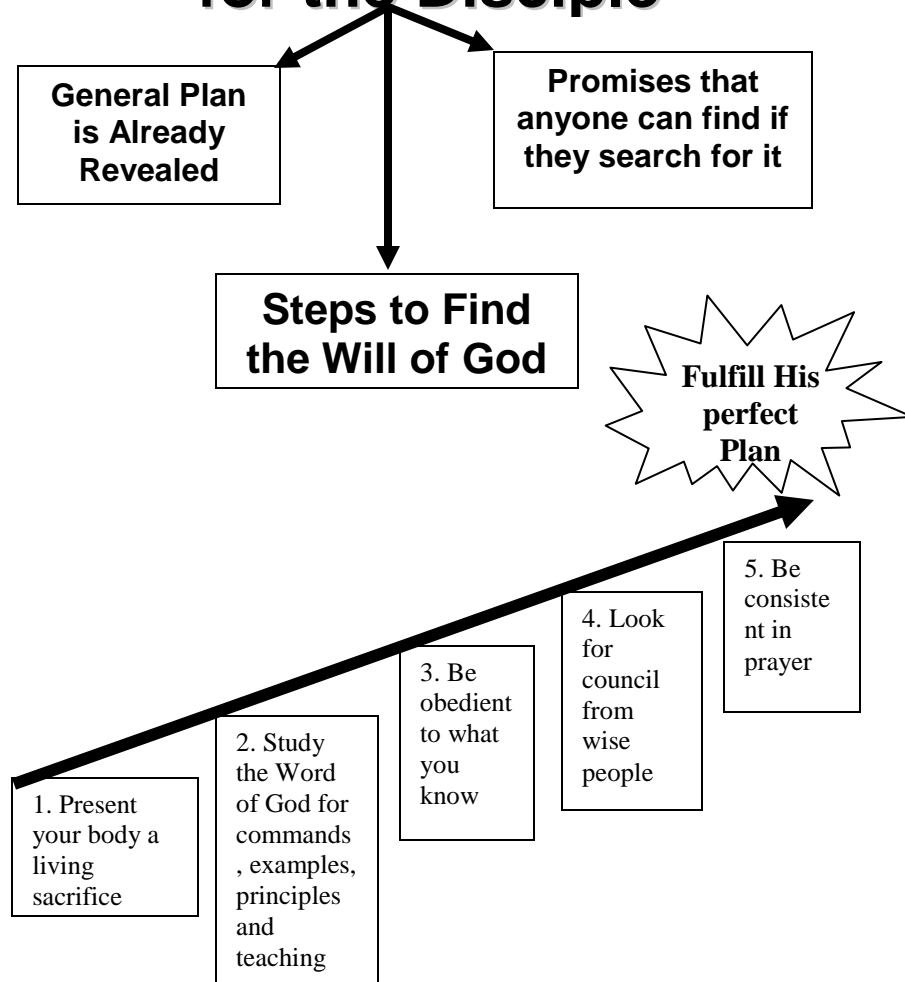 for the Disciple
General Plan
is Already
Revealed
Promises that
anyone can find if
they search for it
Steps to Find
the Will of God
Fulfill His
perfect
Plan
1. Present
your body a
living
sacrifice
2. Study
the Word
of God for
commands
, examples,
principles
and
teaching
3. Be
obedient
to what
you
know
4. Look
for
council
from
wise
people
5. Be
consiste
nt in
prayer